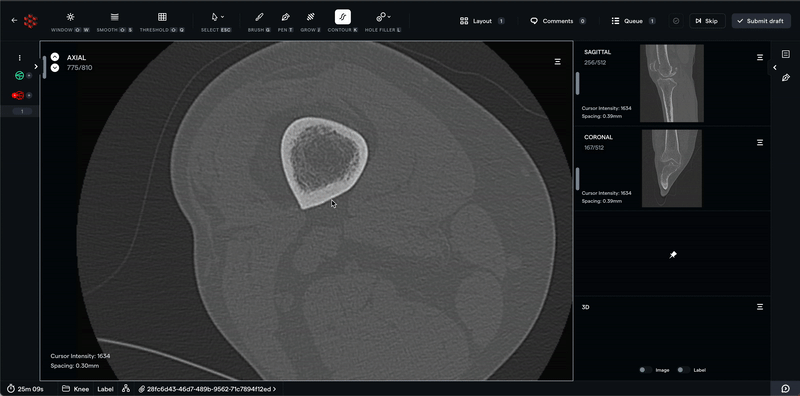 Layout 1
Comments 0
Queue 1
Skip
Submit draft
WINDOW O W
SMOOTH O S
THRESHOLD O Q
SELECT ESC
BRUSH G
PEN T
GROW 2
CONTOUR K
HOLE FILLER L
AXIAL
775/810
1
Cursor Intensity: 1634
Spacing: 0.30mm
SAGITTAL
256/512
Cursor Intensity: 1634
Spacing: 0.39mm
CORONAL
167/512
Cursor Intensity: 1634
Spacing: 0.39mm
3D
Image
Label
25m 09s
Knee
Label
28fc6d43-46d7-489b-9562-71c7894f12ed